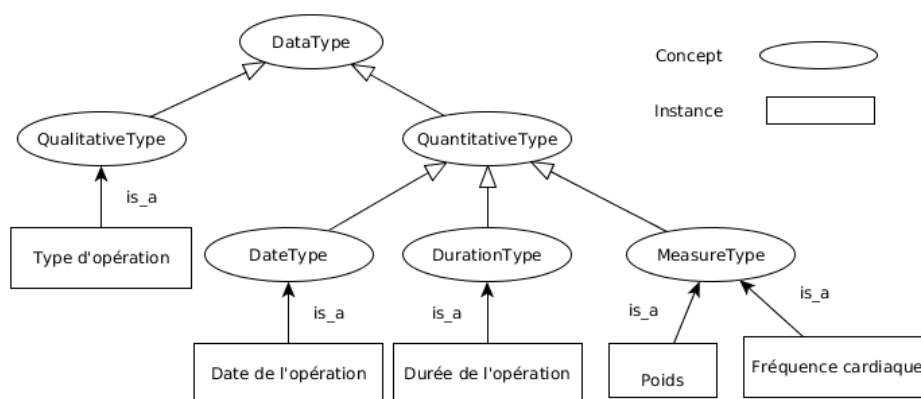 DataType
Concept
Instance
QualitativeType
QuantitativeType
is_a
Type d'opération
DateType
DurationType
MeasureType
is_a
is_a
is_a
is_a
Date de l'opération
Durée de l'opération
Poids
Fréquence cardiaque